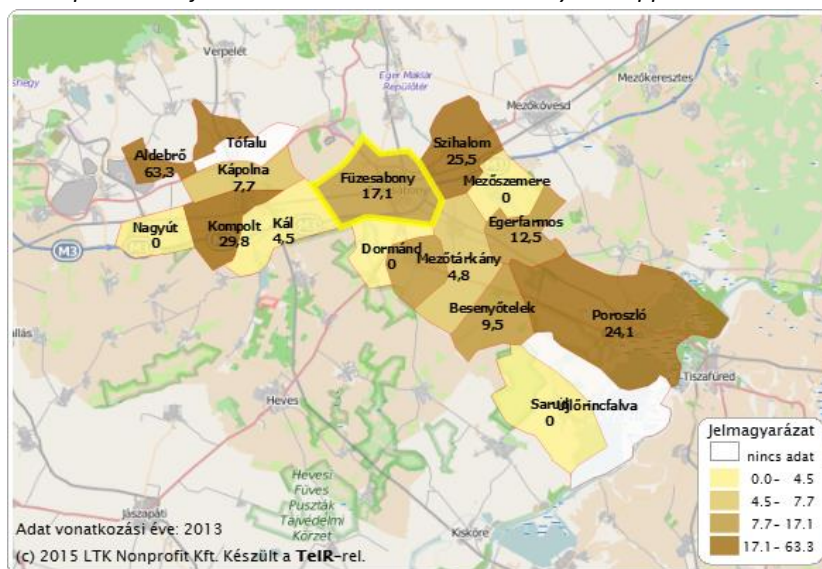 Verpelét
Eger Maklár
Repülőtér
Mezőkeresztes
Mezőkövesd
Tófalu
Aldebrő
63,3
Kápolna
7,7
Szihalom
25,5
Füzesabony
17,1
Mezőszemere
0
Nagyút
0
Kompolt
29,8
Kál
4,5
Egerfarmos
12,5
Dormánd
0
Mezőtárkány
4,8
M3
Besenyőtelek
9,5
Poroszló
24,1
Tiszafüred
Heves
Sarud
0
Újlőrincfalva
Hevesi
Füves
Puszták
Tájvédelmi
Körzet
Jászapáti
Kisköre
Jelmagyarázat
nincs adat
0.0- 4.5
4.5- 7.7
7.7- 17.1
17.1- 63.3
Adat vonatkozási éve: 2013
(c) 2015 LTK Nonprofit Kft. Készült a TeIR-rel.